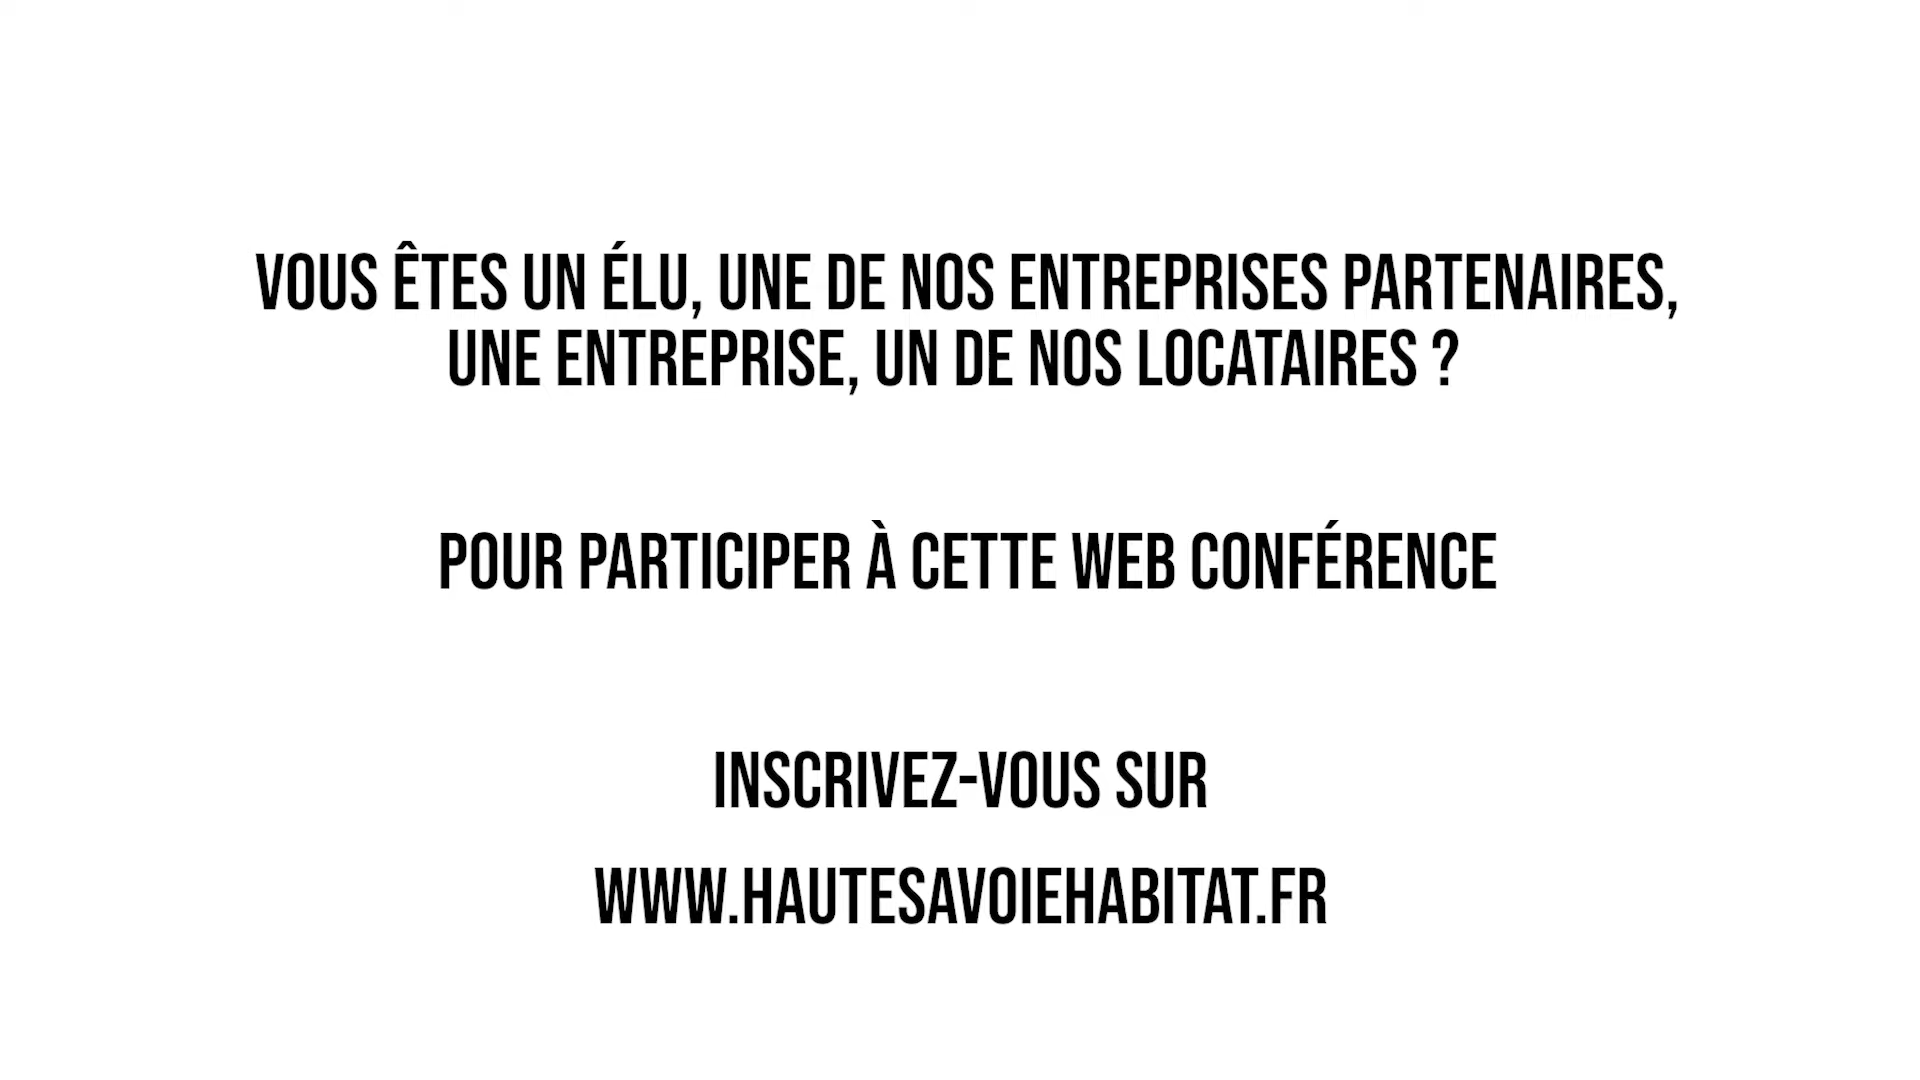 VOUS ÊTES UN ÉLU, UNE DE NOS ENTREPRISES PARTENAIRES,
UNE ENTREPRISE, UN DE NOS LOCATAIRES ?
POUR PARTICIPER À CETTE WEB CONFÉRENCE
INSCRIVEZ-VOUS SUR
WWW.HAUTESAVOIEHABITAT.FR